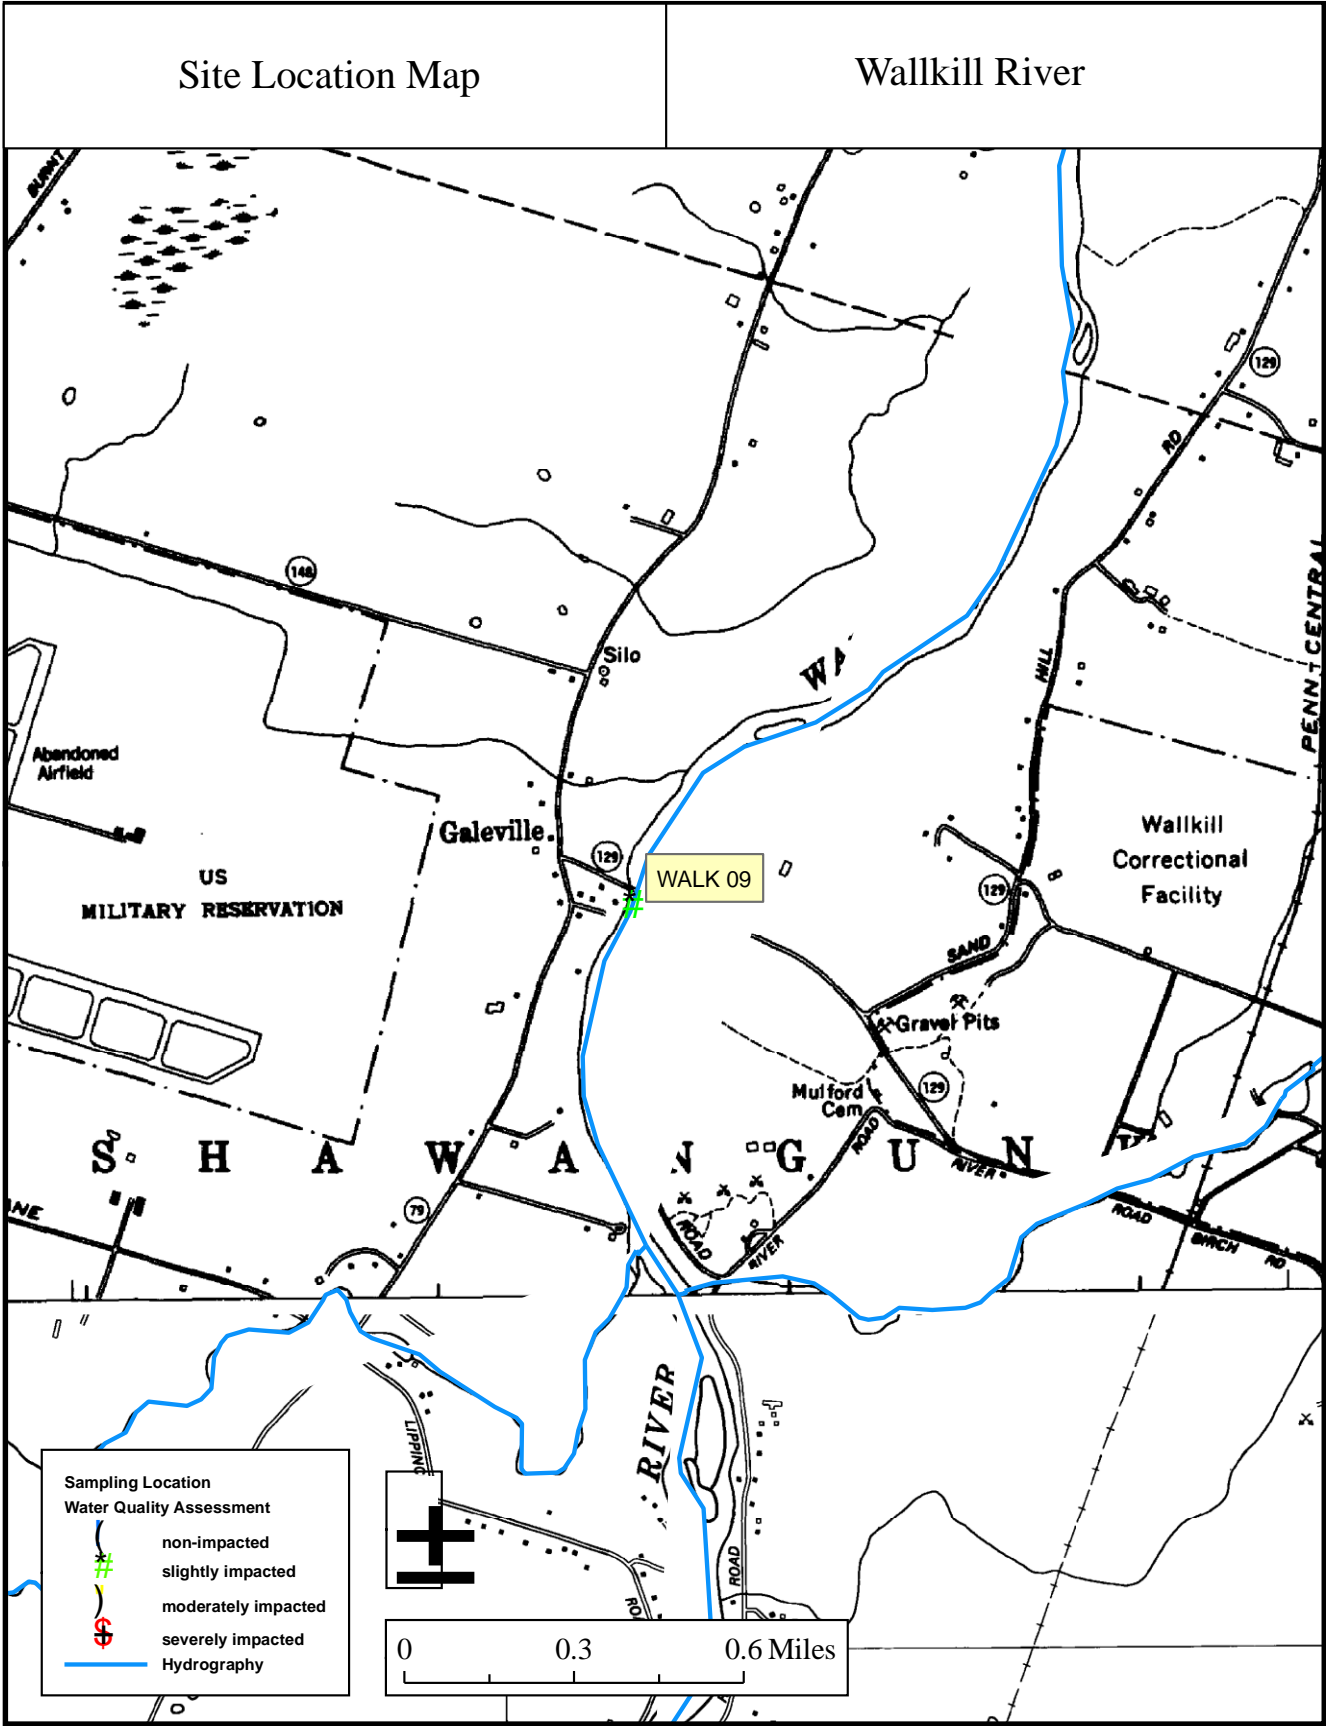 Site Location Map
Wallkill River
BURNT
129
RD
148
PENN CENTRAL
Silo
WA
HILL
Abandoned
Airfield
Galeville
129
WALK 09
Wallkill
Correctional
Facility
US
MILITARY RESERVATION
129
SAND
Gravel Pits
129
Mulford
Cem
ROAD
SHAWANGUN
RIVER
79
ROAD
RIVER
ROAD
BIRCH RD
RIVER
LIPPINC
ROAD
Sampling Location
Water Quality Assessment
non-impacted
slightly impacted
moderately impacted
severely impacted
Hydrography
0 0.3 0.6 Miles